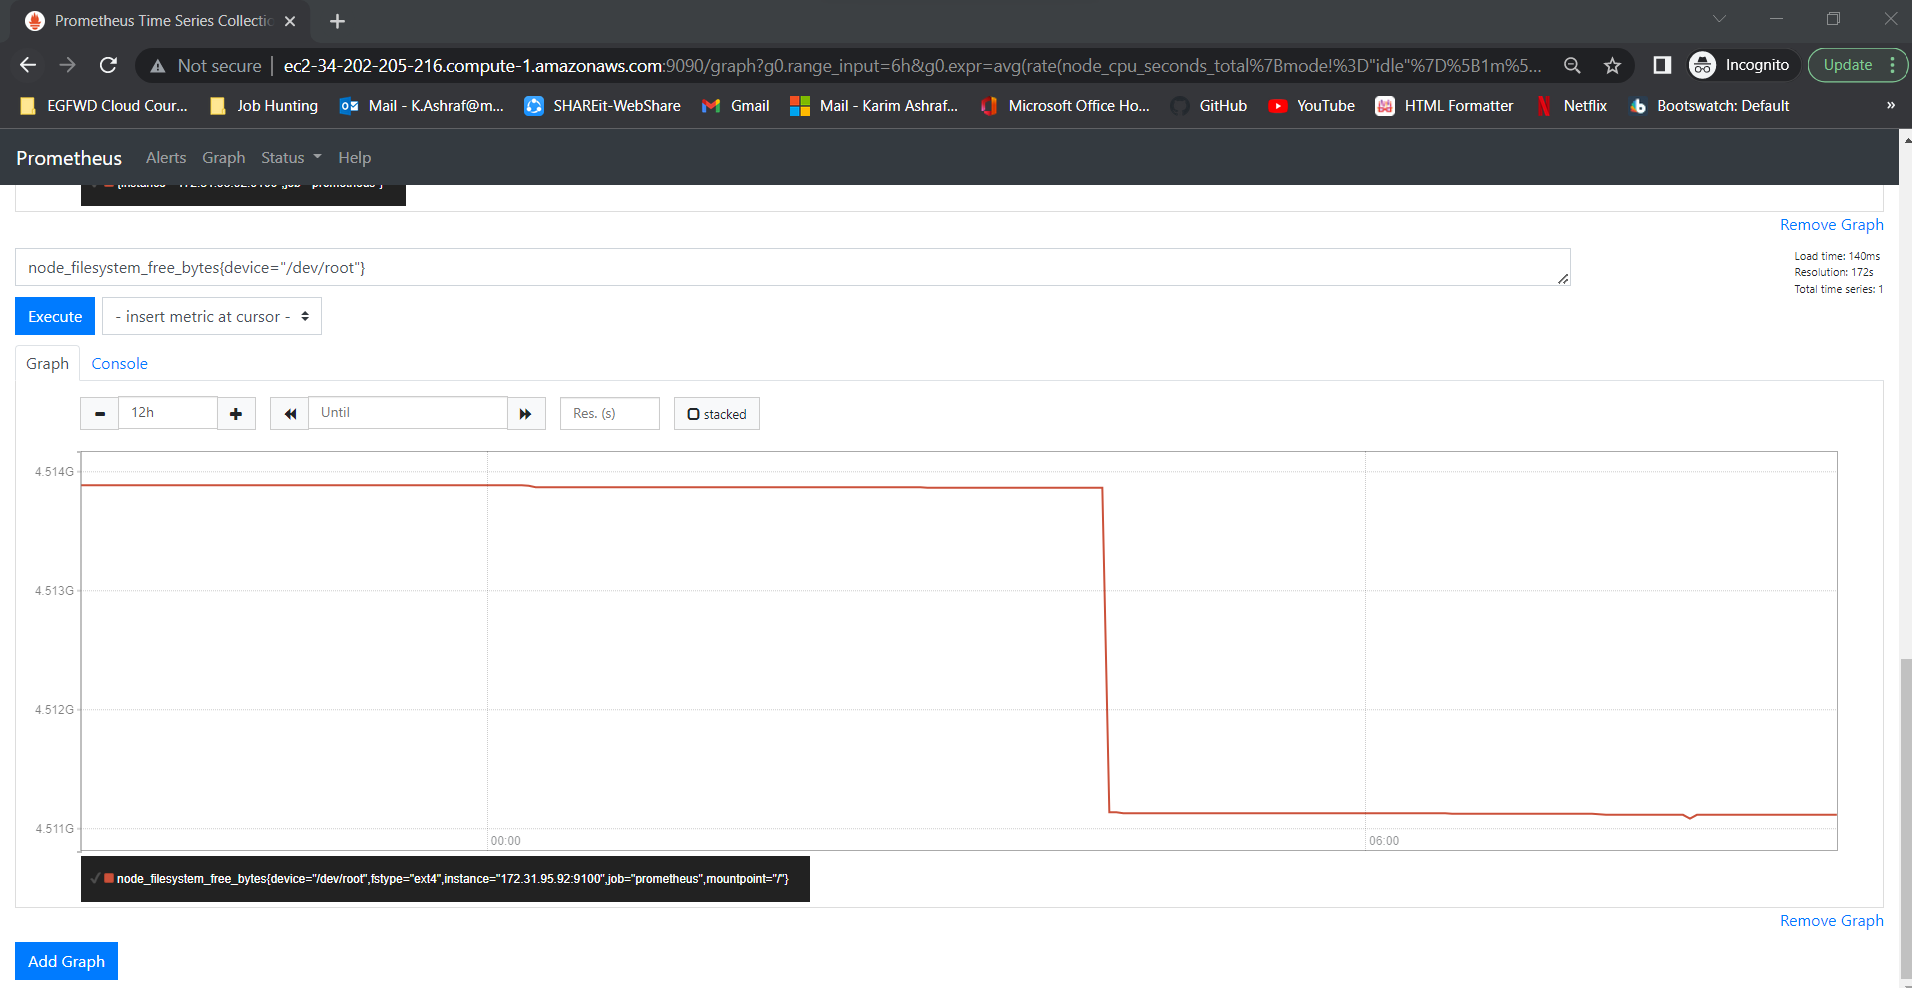 Prometheus Time Series Collectio
Not secure | ec2-34-202-205-216.compute-1.amazonaws.com:9090/graph?g0.range_input=6h&g0.expr=avg(rate(node_cpu_seconds_total%7Bmode!%3D"idle"%7D%5B1m%5... Incognito Update
EGFWD Cloud Cour... Job Hunting Mail - K.Ashraf@m... SHAREit-WebShare Gmail Mail - Karim Ashraf... Microsoft Office Ho... GitHub YouTube HTML Formatter Netflix Bootswatch: Default »
Prometheus Alerts Graph Status Help
Remove Graph
node_filesystem_free_bytes{device="/dev/root"}
Load time: 140ms
Resolution: 172s
Total time series: 1
Execute - insert metric at cursor -
Graph Console
12h Until Res. (s) stacked
4.514G
4.513G
4.512G
4.511G
00:00 06:00
node_filesystem_free_bytes{device="/dev/root",fstype="ext4",instance="172.31.95.92:9100",job="prometheus",mountpoint="/"}
Remove Graph
Add Graph